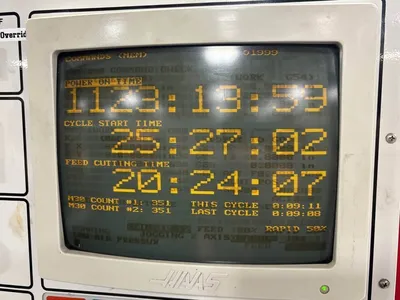 Override
COMMANDS (MEM) O1999
POWER-ON TIME
1123:13:59
CYCLE START TIME
25:27:02
FEED CUTTING TIME
20:24:07
M30 COUNT #1: 351 THIS CYCLE 0:09:11
M30 COUNT #2: 351 LAST CYCLE 0:09:08
RAPID 50%
HAAS